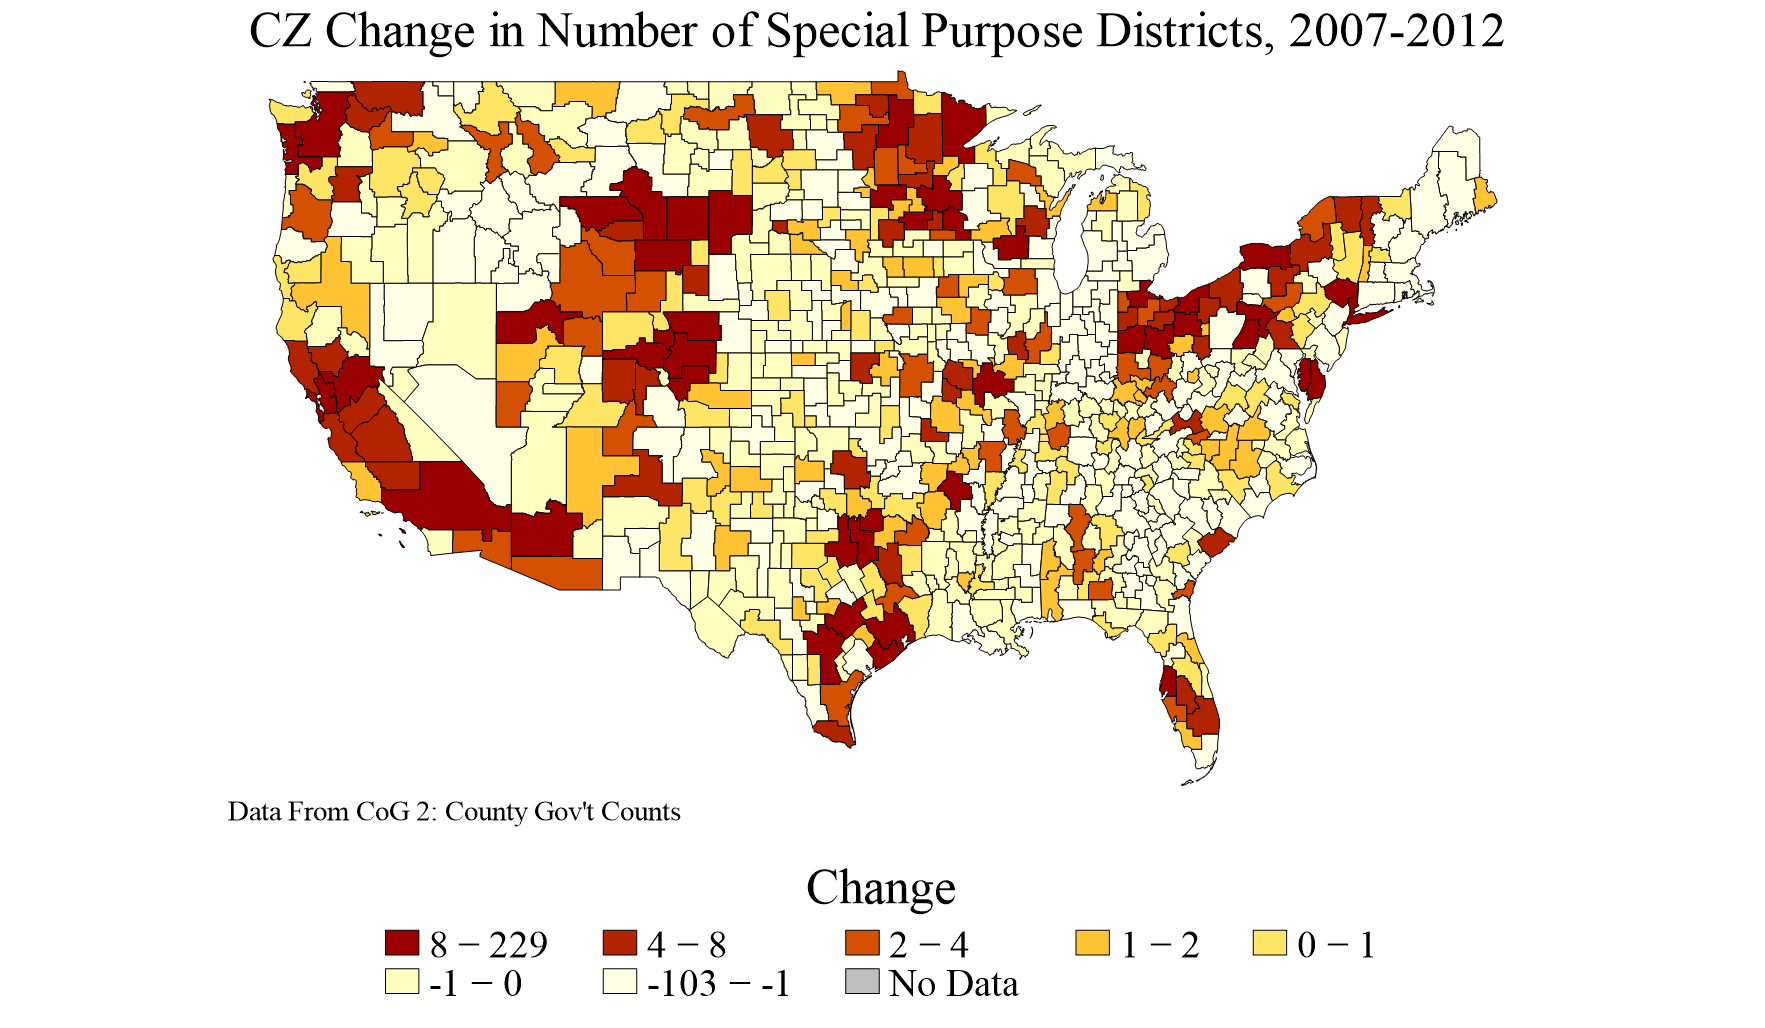 CZ Change in Number of Special Purpose Districts, 2007-2012
Data From CoG 2: County Gov't Counts
Change
8 − 229 4 − 8 2 − 4 1 − 2 0 − 1
-1 − 0 -103 − -1 No Data